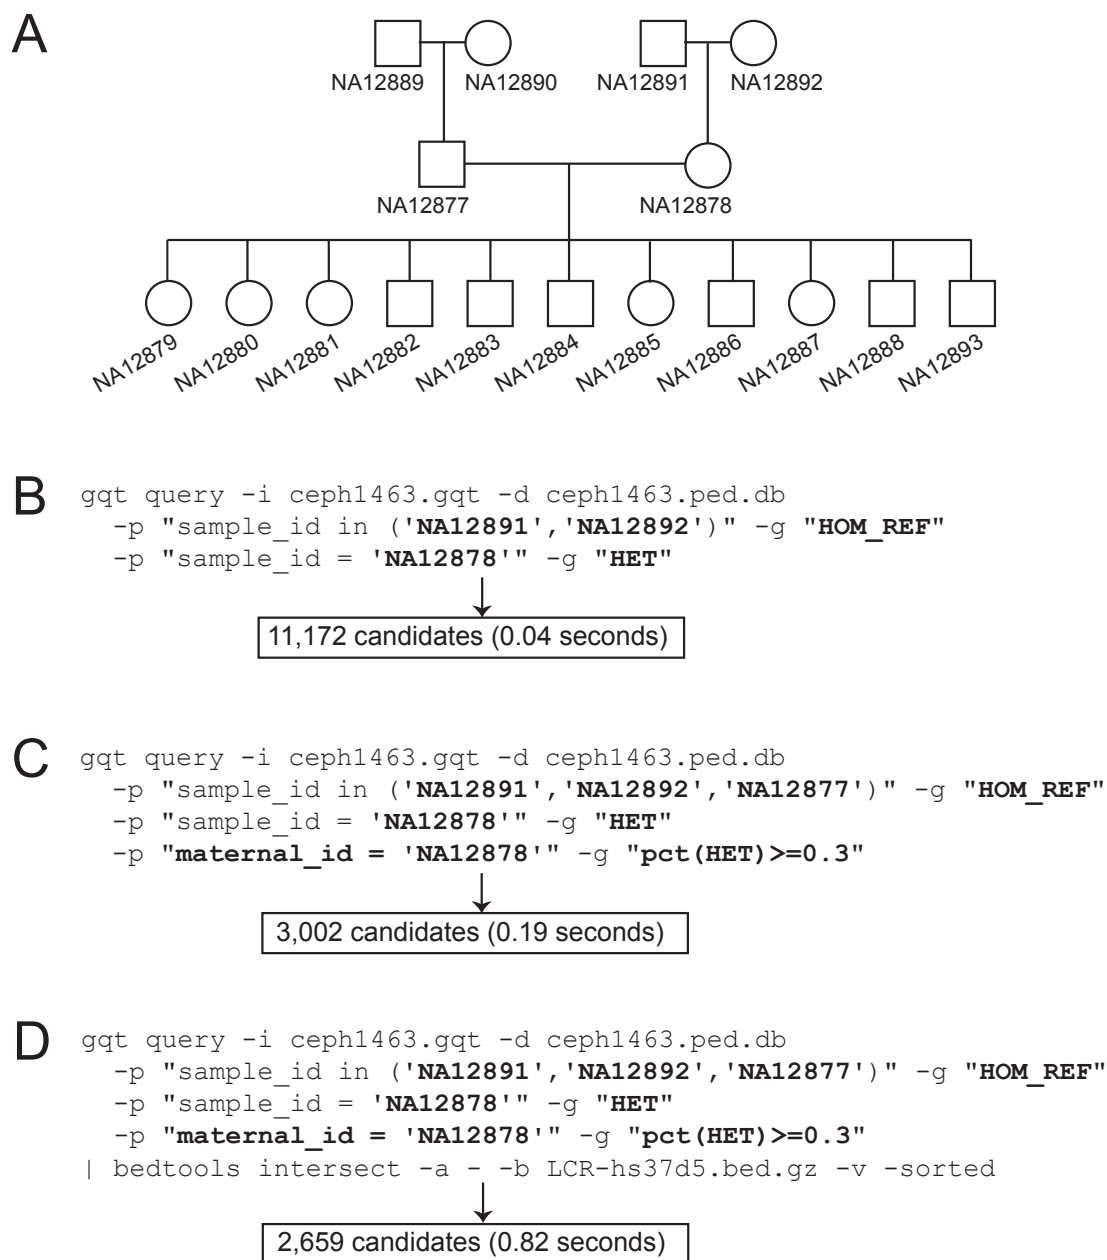 A
NA12889
NA12890
NA12891
NA12892
NA12877
NA12878
NA12879
NA12880
NA12881
NA12882
NA12883
NA12884
NA12885
NA12886
NA12887
NA12888
NA12893
B
gqt query -i ceph1463.gqt -d ceph1463.ped.db
-p "sample_id in ('NA12891','NA12892')" -g "HOM_REF"
-p "sample_id = 'NA12878'" -g "HET"
11,172 candidates (0.04 seconds)
C
gqt query -i ceph1463.gqt -d ceph1463.ped.db
-p "sample_id in ('NA12891','NA12892','NA12877')" -g "HOM_REF"
-p "sample_id = 'NA12878'" -g "HET"
-p "maternal_id = 'NA12878'" -g "pct(HET)>=0.3"
3,002 candidates (0.19 seconds)
D
gqt query -i ceph1463.gqt -d ceph1463.ped.db
-p "sample_id in ('NA12891','NA12892','NA12877')" -g "HOM_REF"
-p "sample_id = 'NA12878'" -g "HET"
-p "maternal_id = 'NA12878'" -g "pct(HET)>=0.3"
| bedtools intersect -a - -b LCR-hs37d5.bed.gz -v -sorted
2,659 candidates (0.82 seconds)